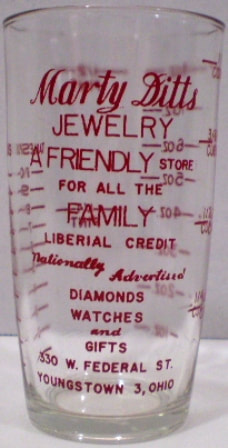 Marty Ditts
JEWELRY
A FRIENDLY STORE
FOR ALL THE
FAMILY
LIBERIAL CREDIT
Nationally Advertised
DIAMONDS
WATCHES
and
GIFTS
330 W. FEDERAL ST.
YOUNGSTOWN 3, OHIO